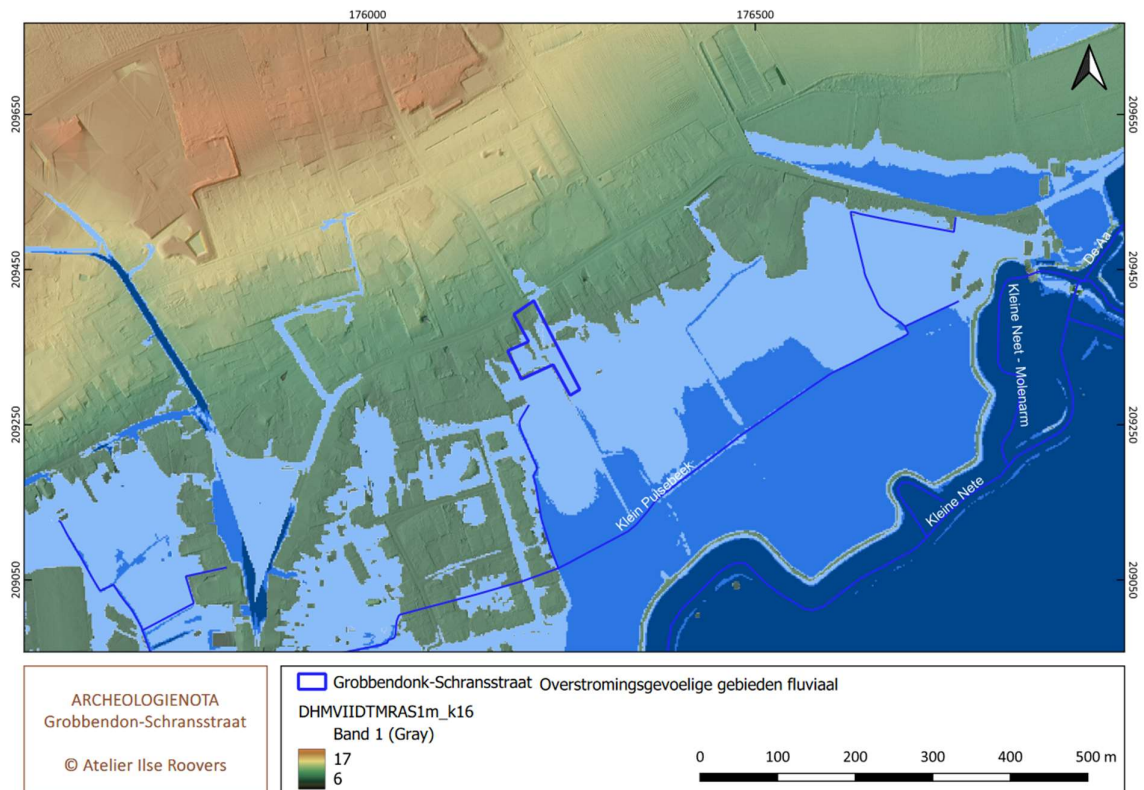 176000
176500
209650
209650
209450
209450
De Aa
Kleine Neet - Molenarm
209250
209250
Klein Pulsebeek
Kleine Nete
209050
209050
ARCHEOLOGIENOTA
Grobbendon-Schransstraat
© Atelier Ilse Roovers
Grobbendonk-Schransstraat Overstromingsgevoelige gebieden fluviaal
DHMVIIDTMRAS1m_k16
Band 1 (Gray)
17
6
0 100 200 300 400 500 m